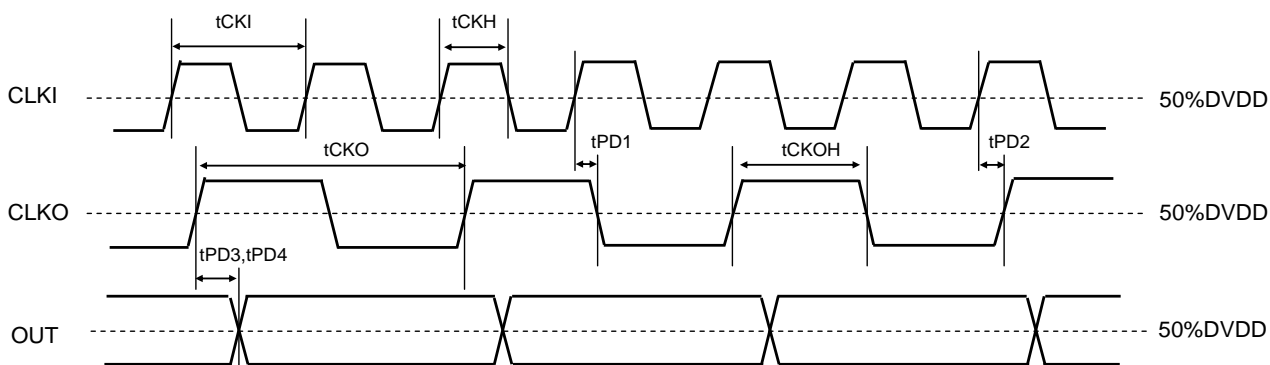 tCKI
tCKH
CLKI
50%DVDD
tCKO
tPD1
tCKOH
tPD2
CLKO
50%DVDD
tPD3,tPD4
OUT
50%DVDD